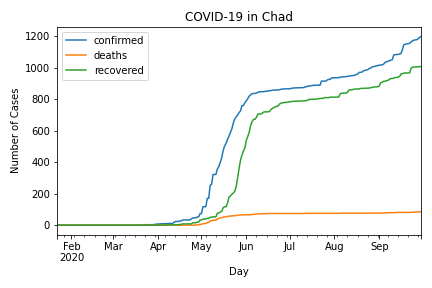 COVID-19 in Chad
confirmed
deaths
recovered
Number of Cases
1200
1000
800
600
400
200
0
Feb
2020
Mar
Apr
May
Jun
Jul
Aug
Sep
Day